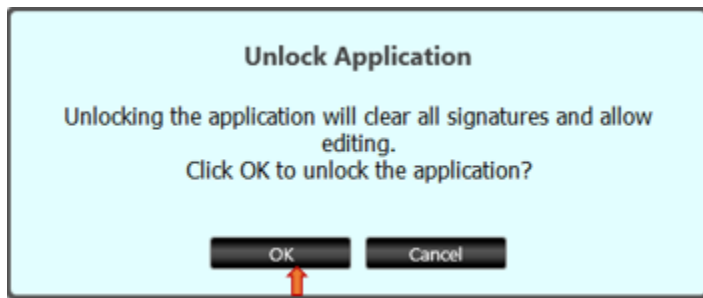 Unlock Application
Unlocking the application will clear all signatures and allow
editing.
Click OK to unlock the application?
OK
Cancel